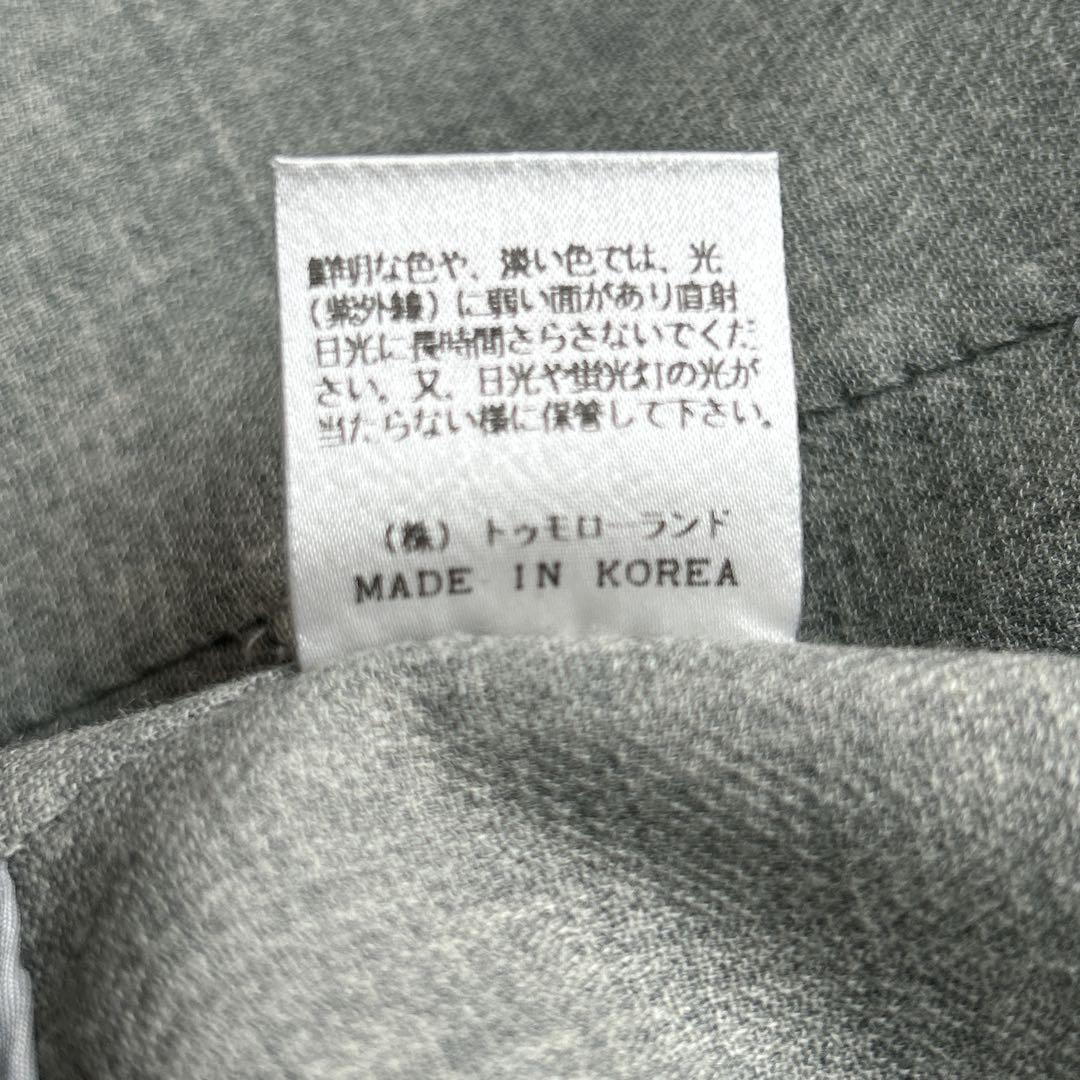 鮮明な色や、淡い色では、光
(紫外線)に弱い面があり直射
日光に長時間さらさないでくだ
さい。又、日光や蛍光灯の光が
当たらない様に保管して下さい。
(株)トゥモローランド
MADE IN KOREA